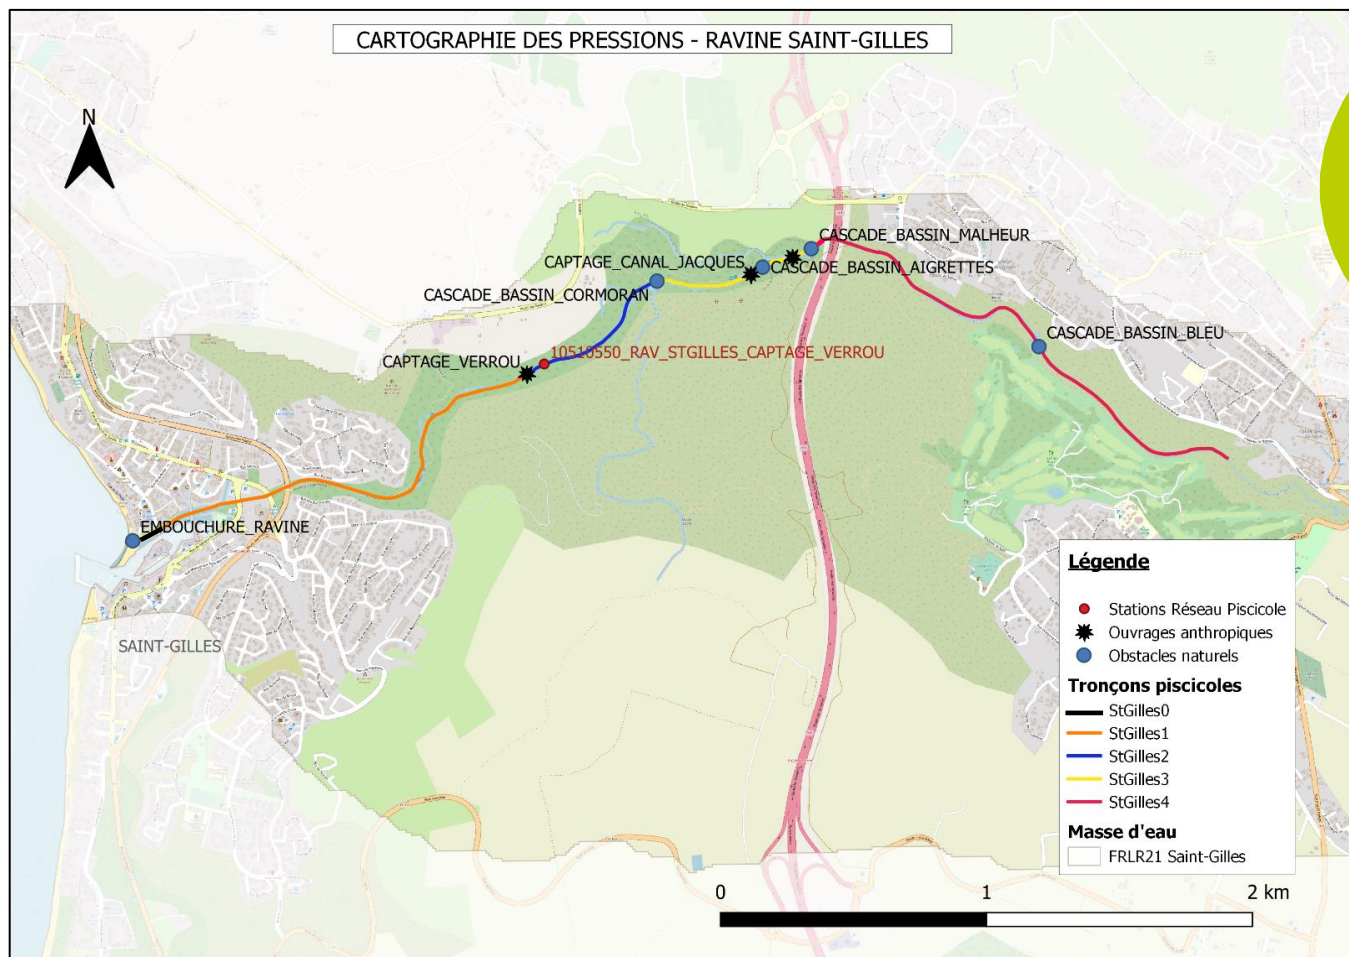 CARTOGRAPHIE DES PRESSIONS - RAVINE SAINT-GILLES
N
CASCADE_BASSIN_MALHEUR
CAPTAGE_CANAL_JACQUES
CASCADE_BASSIN_AIGRETTES
CASCADE_BASSIN_CORMORAN
CASCADE_BASSIN_BLEU
10510550_RAV_STGILLES_CAPTAGE_VERROU
CAPTAGE_VERROU
EMBOUCHURE_RAVINE
SAINT-GILLES
Légende
Stations Réseau Piscicole
Ouvrages anthropiques
Obstacles naturels
Tronçons piscicoles
StGilles0
StGilles1
StGilles2
StGilles3
StGilles4
Masse d'eau
FRLR21 Saint-Gilles
0 1 2 km